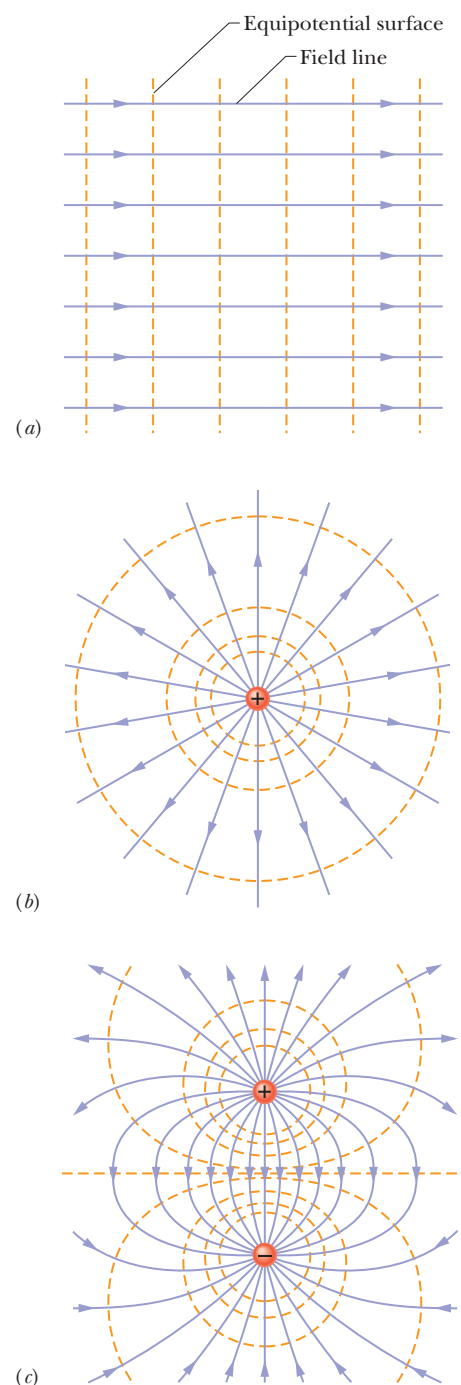 Equipotential surface
Field line
(a)
+
(b)
+
−
(c)